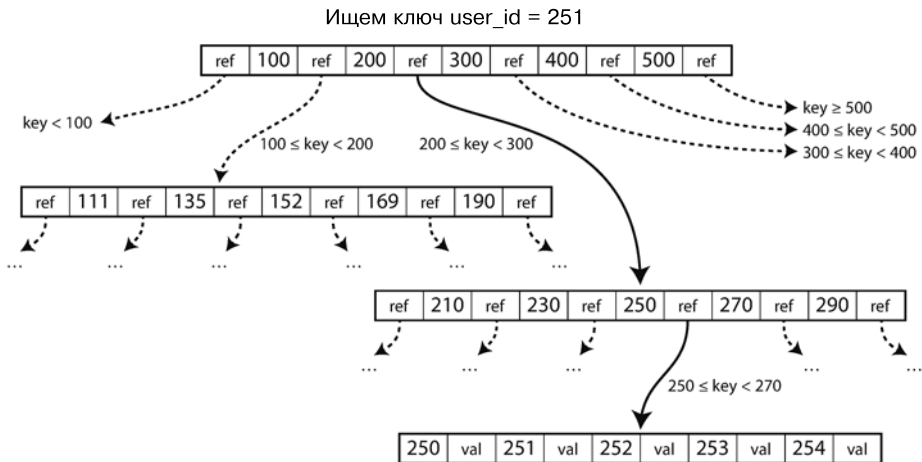 Ищем ключ user_id = 251
ref 100 ref 200 ref 300 ref 400 ref 500 ref
key < 100
key ≥ 500
400 ≤ key < 500
300 ≤ key < 400
100 ≤ key < 200
200 ≤ key < 300
ref 111 ref 135 ref 152 ref 169 ref 190 ref
... ... ... ... ... ...
ref 210 ref 230 ref 250 ref 270 ref 290 ref
... ... ... ... ...
250 ≤ key < 270
250 val 251 val 252 val 253 val 254 val